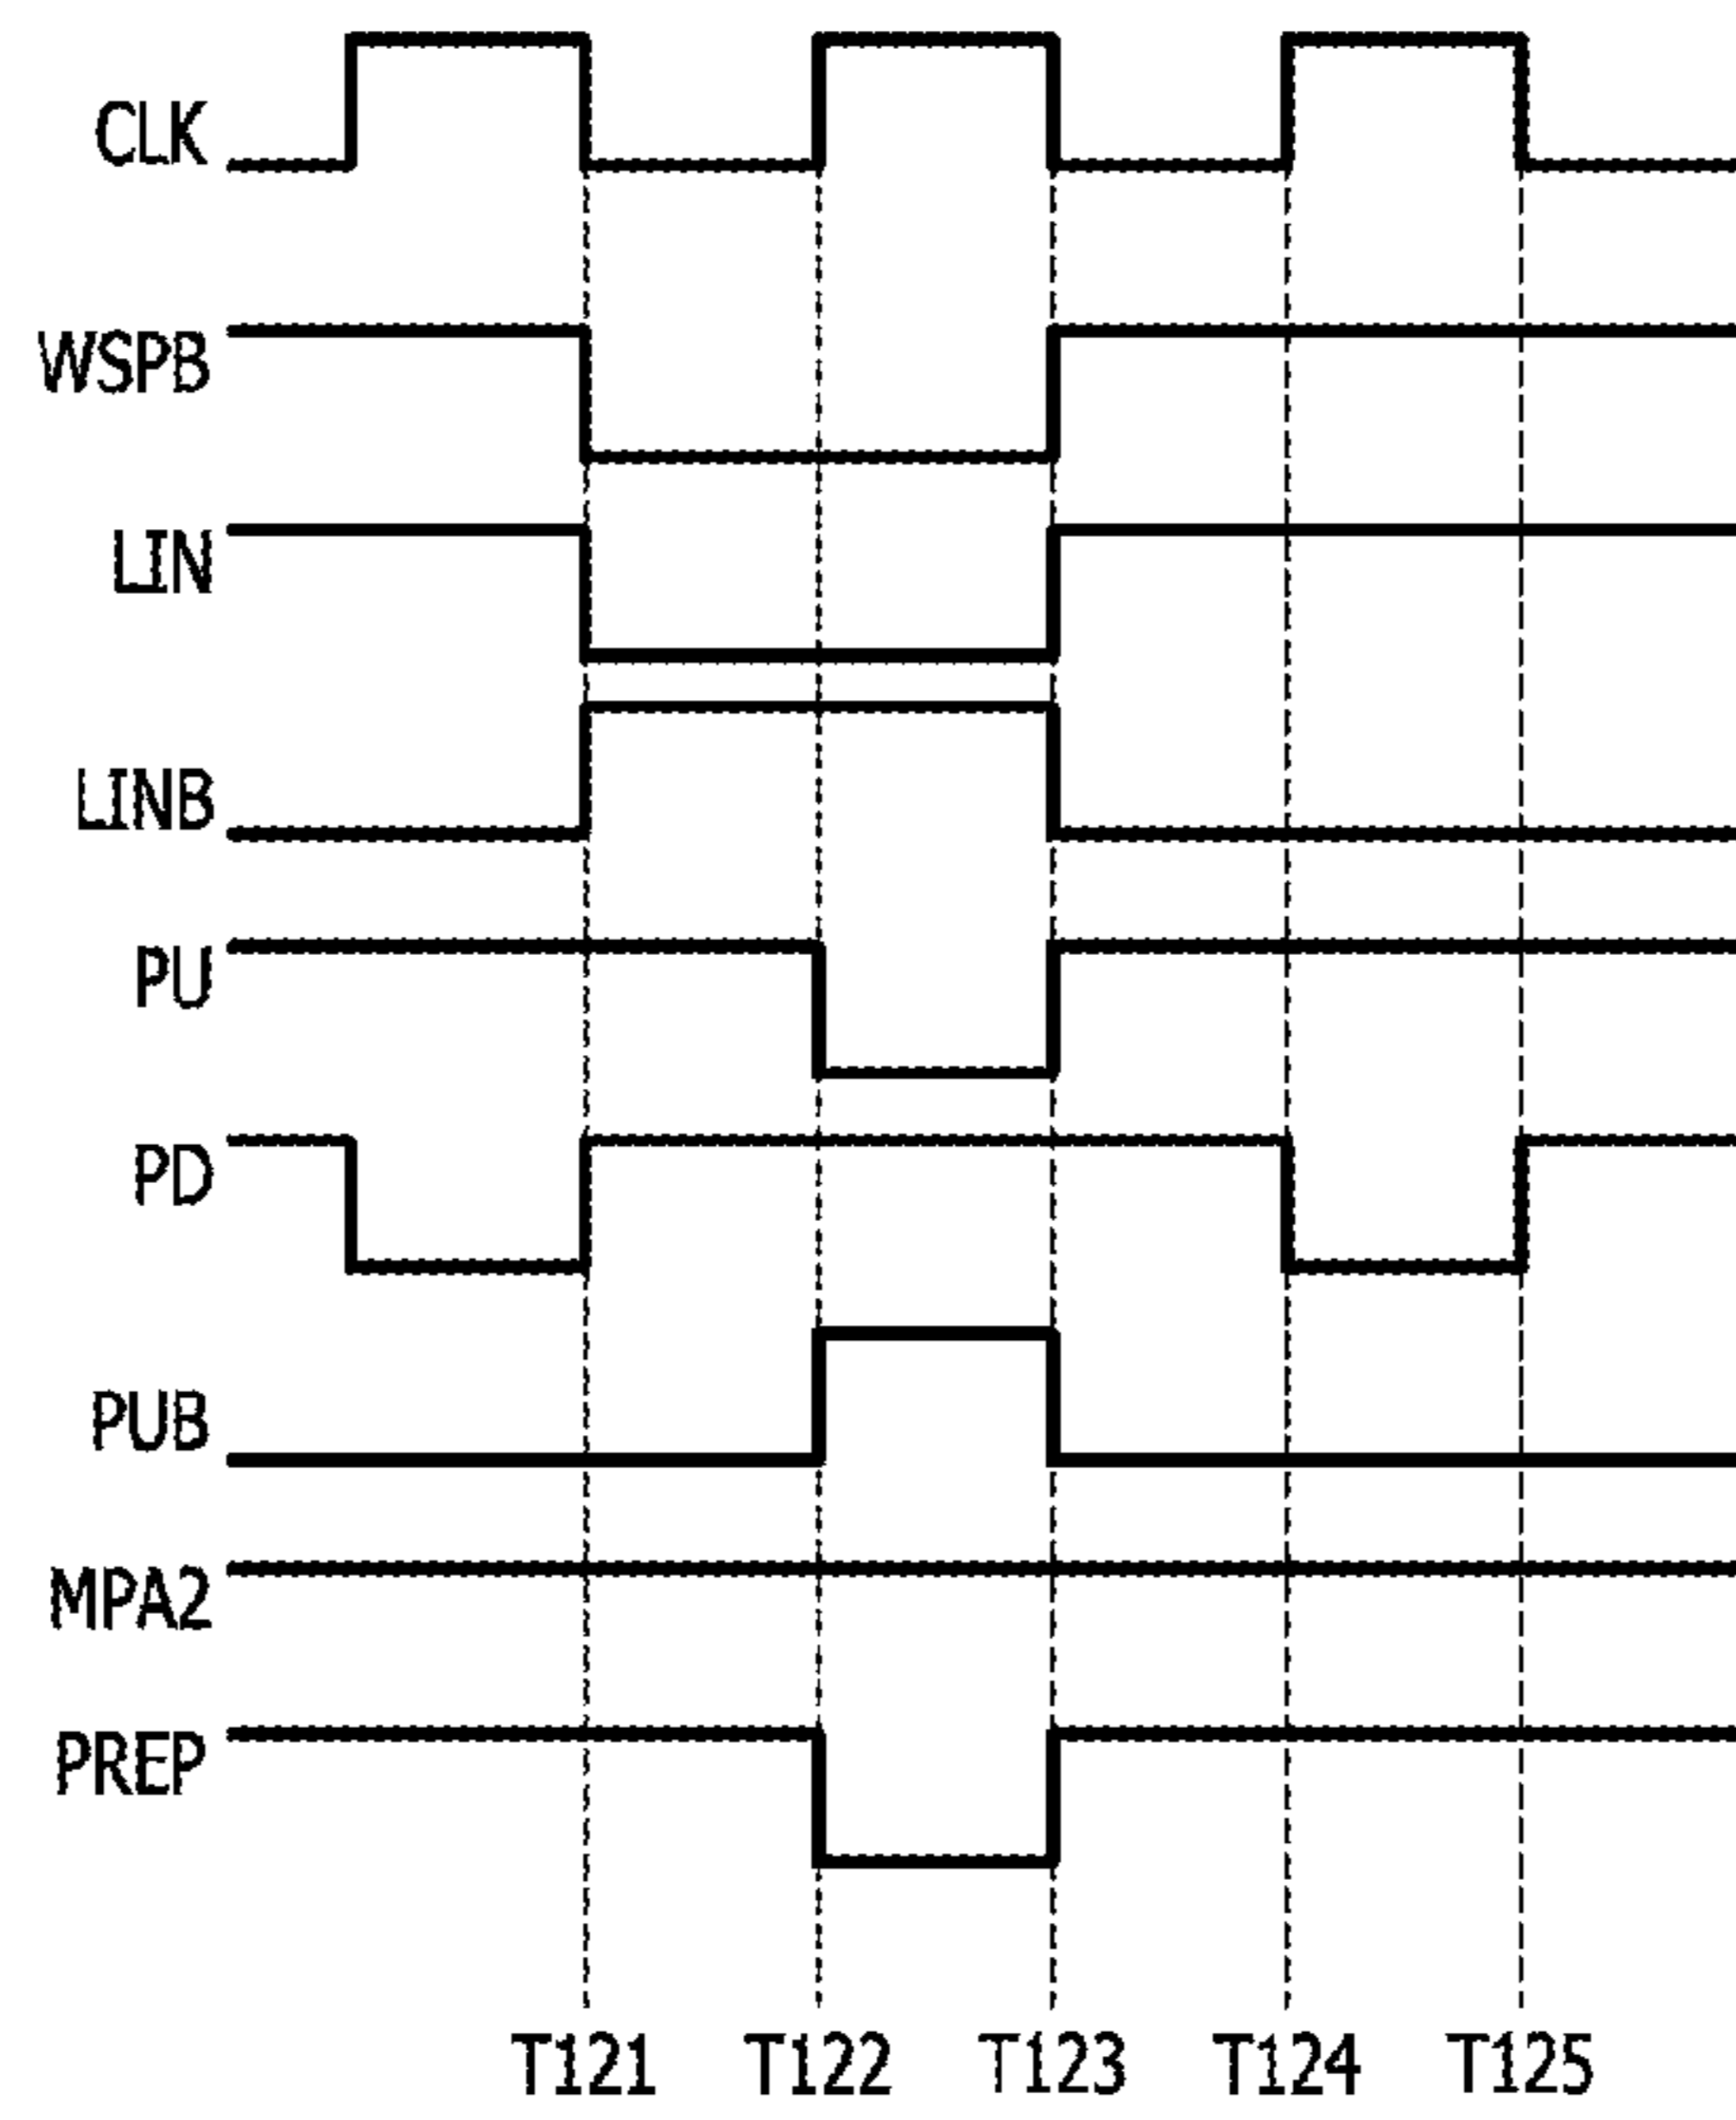 CLK
WSPB
LIN
LINB
PU
PD
PUB
MPA2
PREP
T121 T122 T123 T124 T125